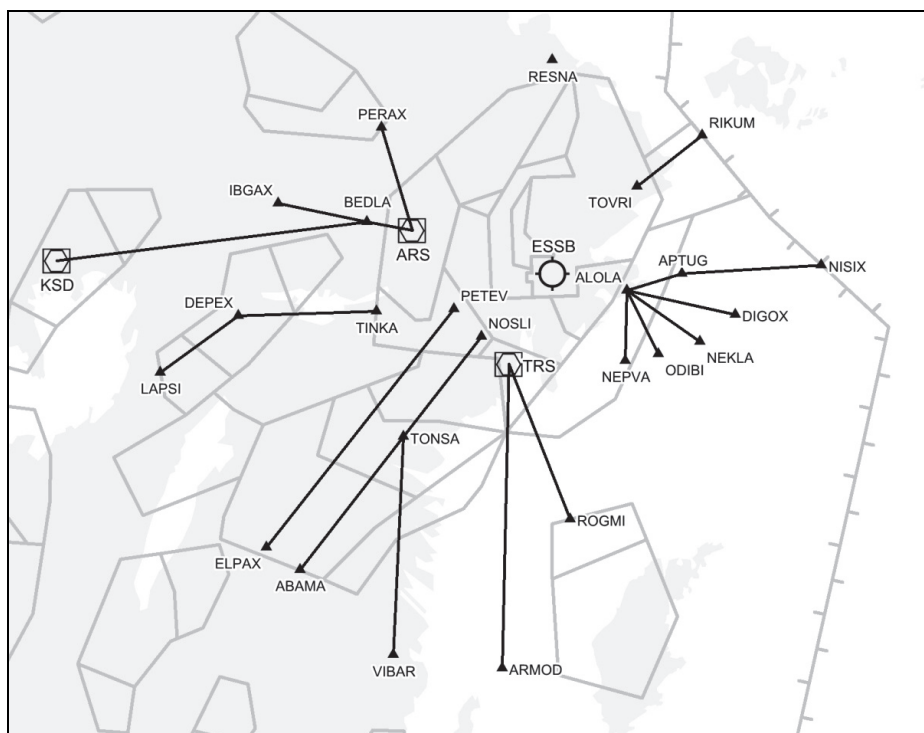 RESNA
PERAX
RIKUM
IBGAX
BEDLA
TOVRI
ARS
ESSB
KSD
ALOLA
APTUG
NISIX
DEPEX
TINKA
PETEV
NOSLI
DIGOX
LAPSI
TRS
NEPVA
ODIBI
NEKLA
TONSA
ROGMI
ELPAX
ABAMA
VIBAR
ARMOD